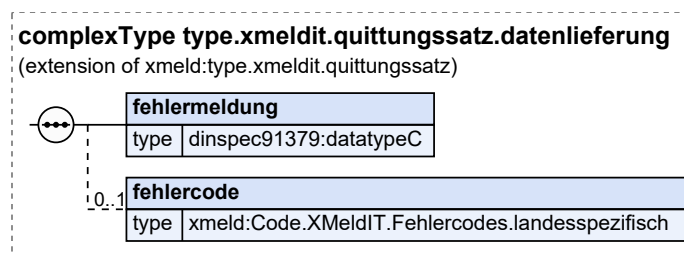 complexType type.xmeldit.quittungssatz.datenlieferung
(extension of xmeld:type.xmeldit.quittungssatz)
fehlermeldung
type dinspec91379:datatypeC
0..1
fehlercode
type xmeld:Code.XMeldIT.Fehlercodes.landesspezifisch